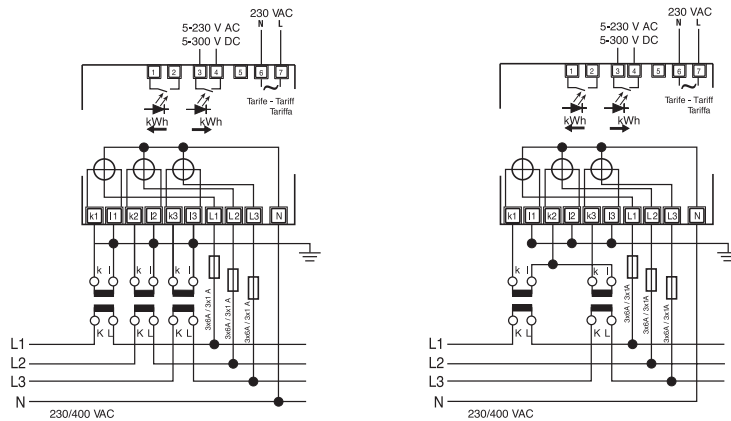 230 VAC
5-230 V AC N L
5-300 V DC
1 2 3 4 5 6 7
Tarife - Tariff
Tariffa
kWh kWh
k1 l1 k2 l2 k3 l3 L1 L2 L3 N
k l k l k l
3x6A / 3x1 A
3x6A / 3x1 A
3x6A / 3x1 A
K L K L K L
L1
L2
L3
N
230/400 VAC
230 VAC
5-230 V AC N L
5-300 V DC
1 2 3 4 5 6 7
Tarife - Tariff
Tariffa
kWh kWh
k1 l1 k2 l2 k3 l3 L1 L2 L3 N
k l k l
3x6A / 3x1A
3x6A / 3x1A
3x6A / 3x1A
K L K L
L1
L2
L3
N
230/400 VAC